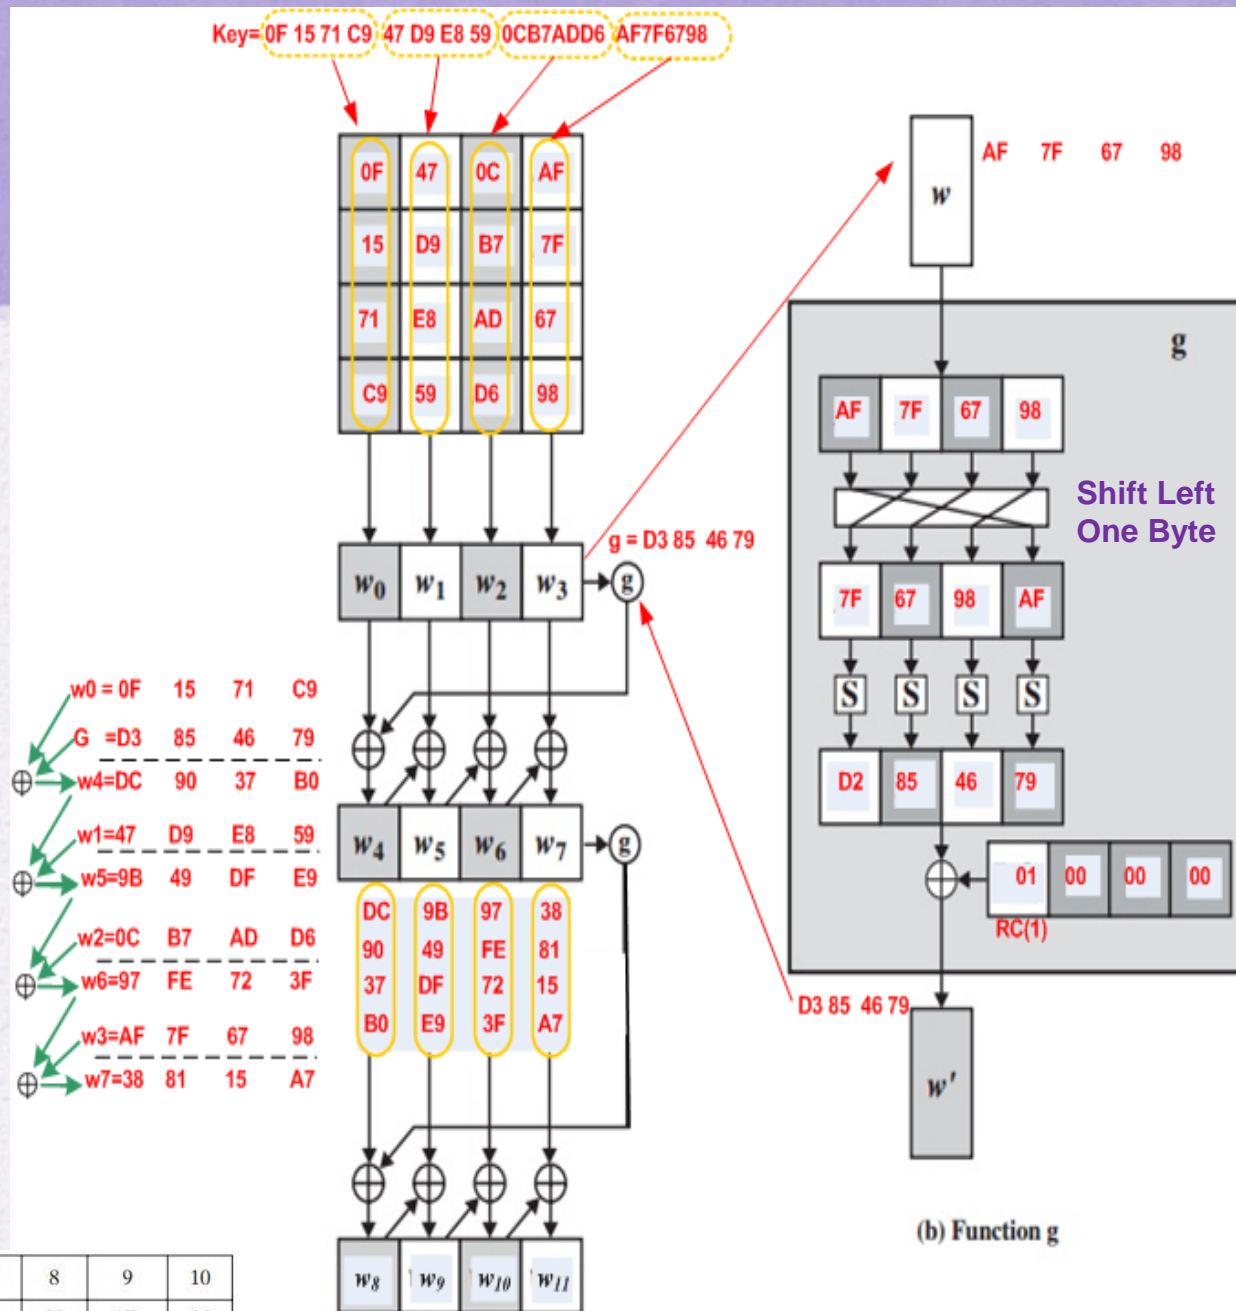 Key= 0F 15 71 C9 47 D9 E8 59 0CB7ADD6 AF7F6798
0F 47 0C AF
15 D9 B7 7F
71 E8 AD 67
C9 59 D6 98
w0 w1 w2 w3
g
g = D3 85 46 79
w0 = 0F 15 71 C9
G =D3 85 46 79
w4=DC 90 37 B0
w1=47 D9 E8 59
w5=9B 49 DF E9
w2=0C B7 AD D6
w6=97 FE 72 3F
w3=AF 7F 67 98
w7=38 81 15 A7
w4 w5 w6 w7
g
DC 9B 97 38
90 49 FE 81
37 DF 72 15
B0 E9 3F A7
w8 w9 w10 w11
8 9 10
w
AF 7F 67 98
g
AF 7F 67 98
Shift Left
One Byte
7F 67 98 AF
S S S S
D2 85 46 79
01 00 00 00
RC(1)
D3 85 46 79
w'
(b) Function g